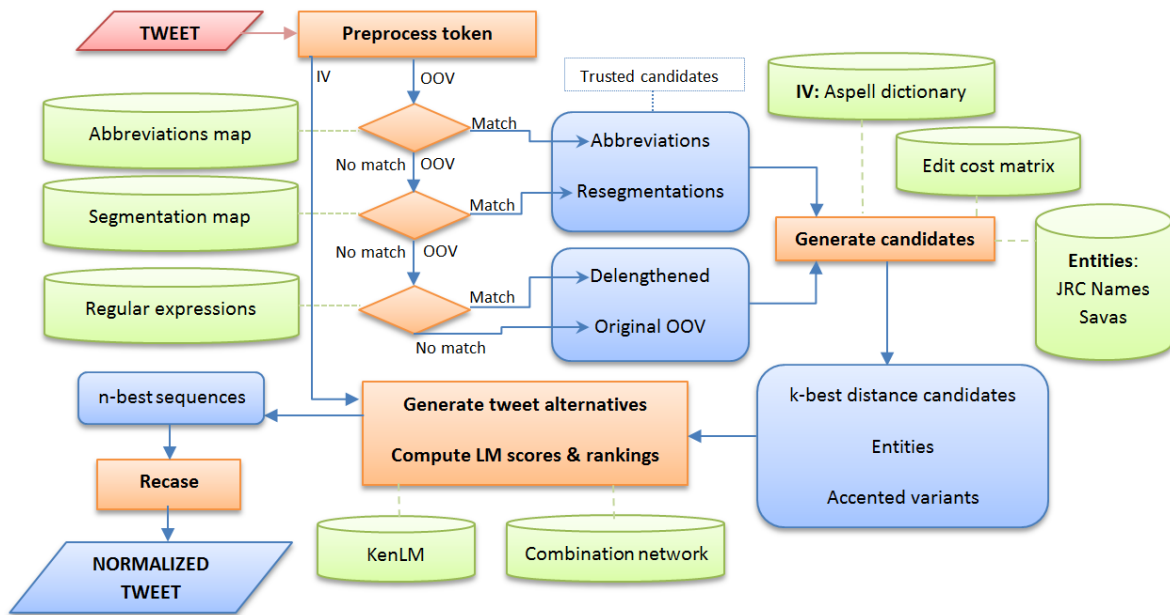 TWEET
Preprocess token
IV
OOV
Trusted candidates
IV: Aspell dictionary
Abbreviations map
Match
Abbreviations
No match
OOV
Resegmentations
Edit cost matrix
Segmentation map
Match
Generate candidates
No match
OOV
Entities:
JRC Names
Savas
Regular expressions
Match
Delengthened
Original OOV
No match
n-best sequences
Generate tweet alternatives
Compute LM scores & rankings
k-best distance candidates
Entities
Accented variants
Recase
KenLM
Combination network
NORMALIZED
TWEET